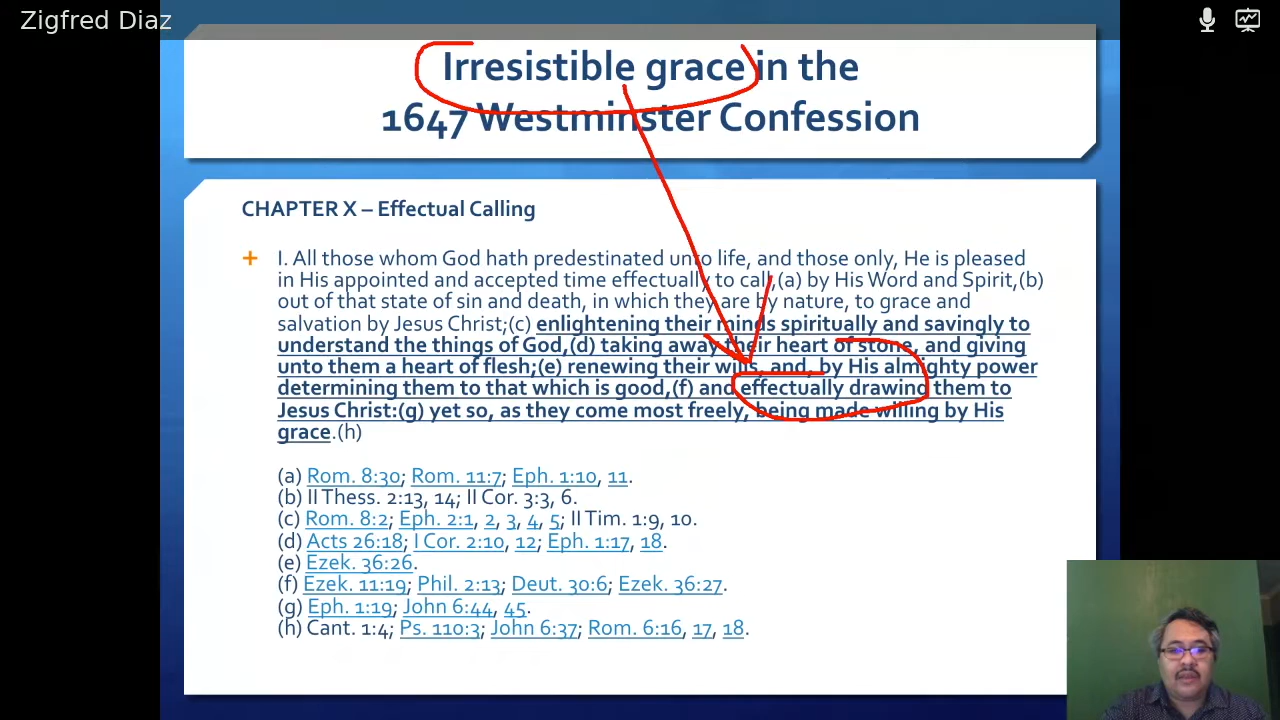 Zigfred Diaz
Irresistible grace in the
1647 Westminster Confession
CHAPTER X – Effectual Calling
I. All those whom God hath predestinated unto life, and those only, He is pleased
in His appointed and accepted time effectually to call,(a) by His Word and Spirit,(b)
out of that state of sin and death, in which they are by nature, to grace and
salvation by Jesus Christ;(c) enlightening their minds spiritually and savingly to
understand the things of God,(d) taking away their heart of stone, and giving
unto them a heart of flesh;(e) renewing their wills, and, by His almighty power
determining them to that which is good,(f) and effectually drawing them to
Jesus Christ:(g) yet so, as they come most freely, being made willing by His
grace.(h)
(a) Rom. 8:30; Rom. 11:7; Eph. 1:10, 11.
(b) II Thess. 2:13, 14; II Cor. 3:3, 6.
(c) Rom. 8:2; Eph. 2:1, 2, 3, 4, 5; II Tim. 1:9, 10.
(d) Acts 26:18; I Cor. 2:10, 12; Eph. 1:17, 18.
(e) Ezek. 36:26.
(f) Ezek. 11:19; Phil. 2:13; Deut. 30:6; Ezek. 36:27.
(g) Eph. 1:19; John 6:44, 45.
(h) Cant. 1:4; Ps. 110:3; John 6:37; Rom. 6:16, 17, 18.